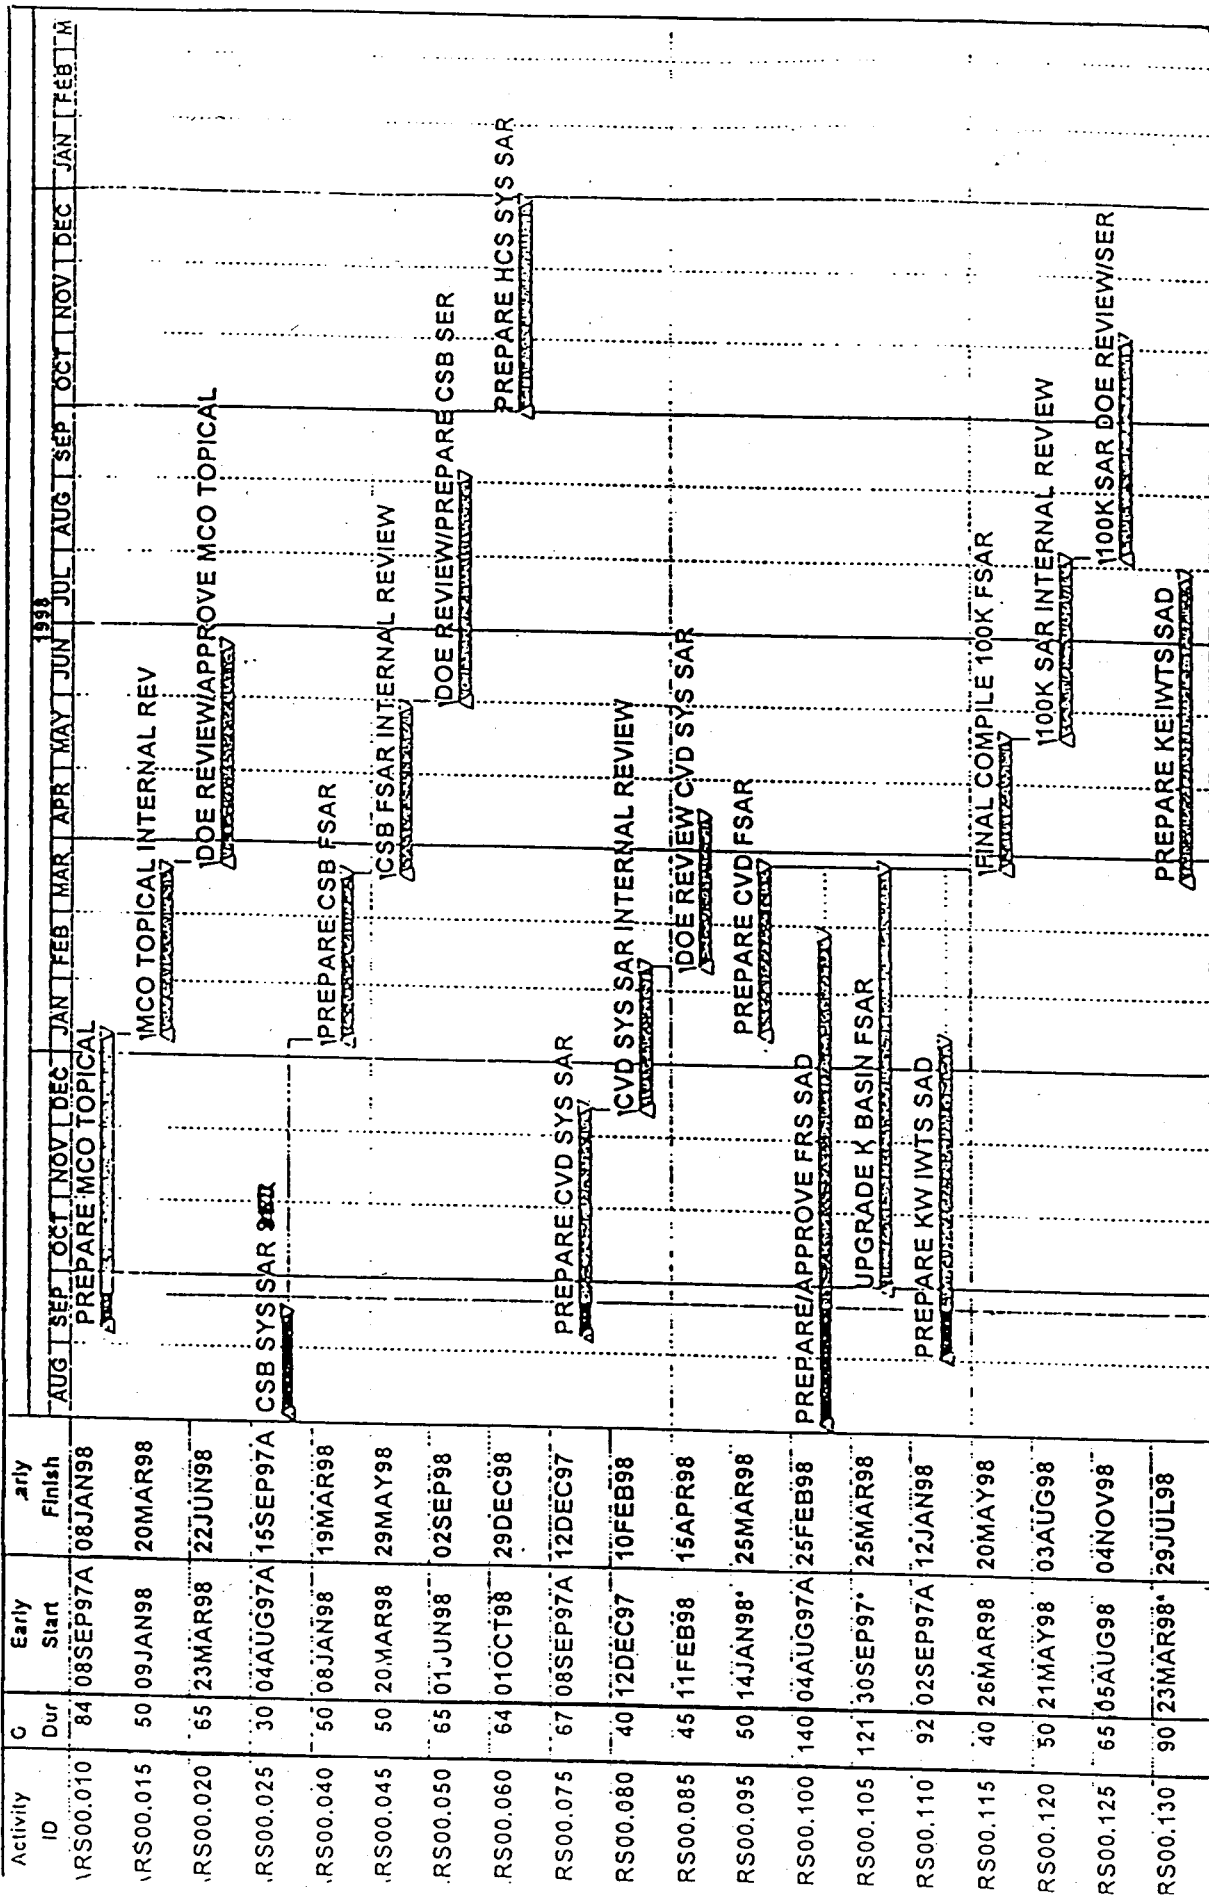 Activity ID O Dur Early Start arly Finish
1998
AUG SEP OCT NOV DEC JAN FEB MAR APR MAY JUN JUL AUG SEP OCT NOV DEC JAN FEB M
\RS00.010 84 08SEP97A 08JAN98 PREPARE MCO TOPICAL
\RS00.015 50 09JAN98 20MAR98 MCO TOPICAL INTERNAL REV
.RS00.020 65 23MAR98 22JUN98 DOE REVIEW/APPROVE MCO TOPICAL
.RS00.025 30 04AUG97A 15SEP97A CSB SYS SAR
.RS00.040 50 08JAN98 19MAR98 PREPARE CSB FSAR
.RS00.045 50 20MAR98 29MAY98 CSB FSAR INTERNAL REVIEW
.RS00.050 65 01JUN98 02SEP98 DOE REVIEW/PREPARE CSB SER
.RS00.060 64 01OCT98 29DEC98 PREPARE HCS SYS SAR
RS00.075 67 08SEP97A 12DEC97 PREPARE CVD SYS SAR
RS00.080 40 12DEC97 10FEB98 CVD SYS SAR INTERNAL REVIEW
RS00.085 45 11FEB98 15APR98 DOE REVIEW CVD SYS SAR
RS00.095 50 14JAN98* 25MAR98 PREPARE CVD FSAR
RS00.100 140 04AUG97A 25FEB98 PREPARE/APPROVE FRS SAD
RS00.105 121 30SEP97* 25MAR98 UPGRADE K BASIN FSAR
RS00.110 92 02SEP97A 12JAN98 PREPARE KW IWTS SAD
RS00.115 40 26MAR98 20MAY98 FINAL COMPILE 100K FSAR
RS00.120 50 21MAY98 03AUG98 100K SAR INTERNAL REVIEW
RS00.125 65 05AUG98 04NOV98 100K SAR DOE REVIEW/SER
RS00.130 90 23MAR98* 29JUL98 PREPARE KE IWTS SAD